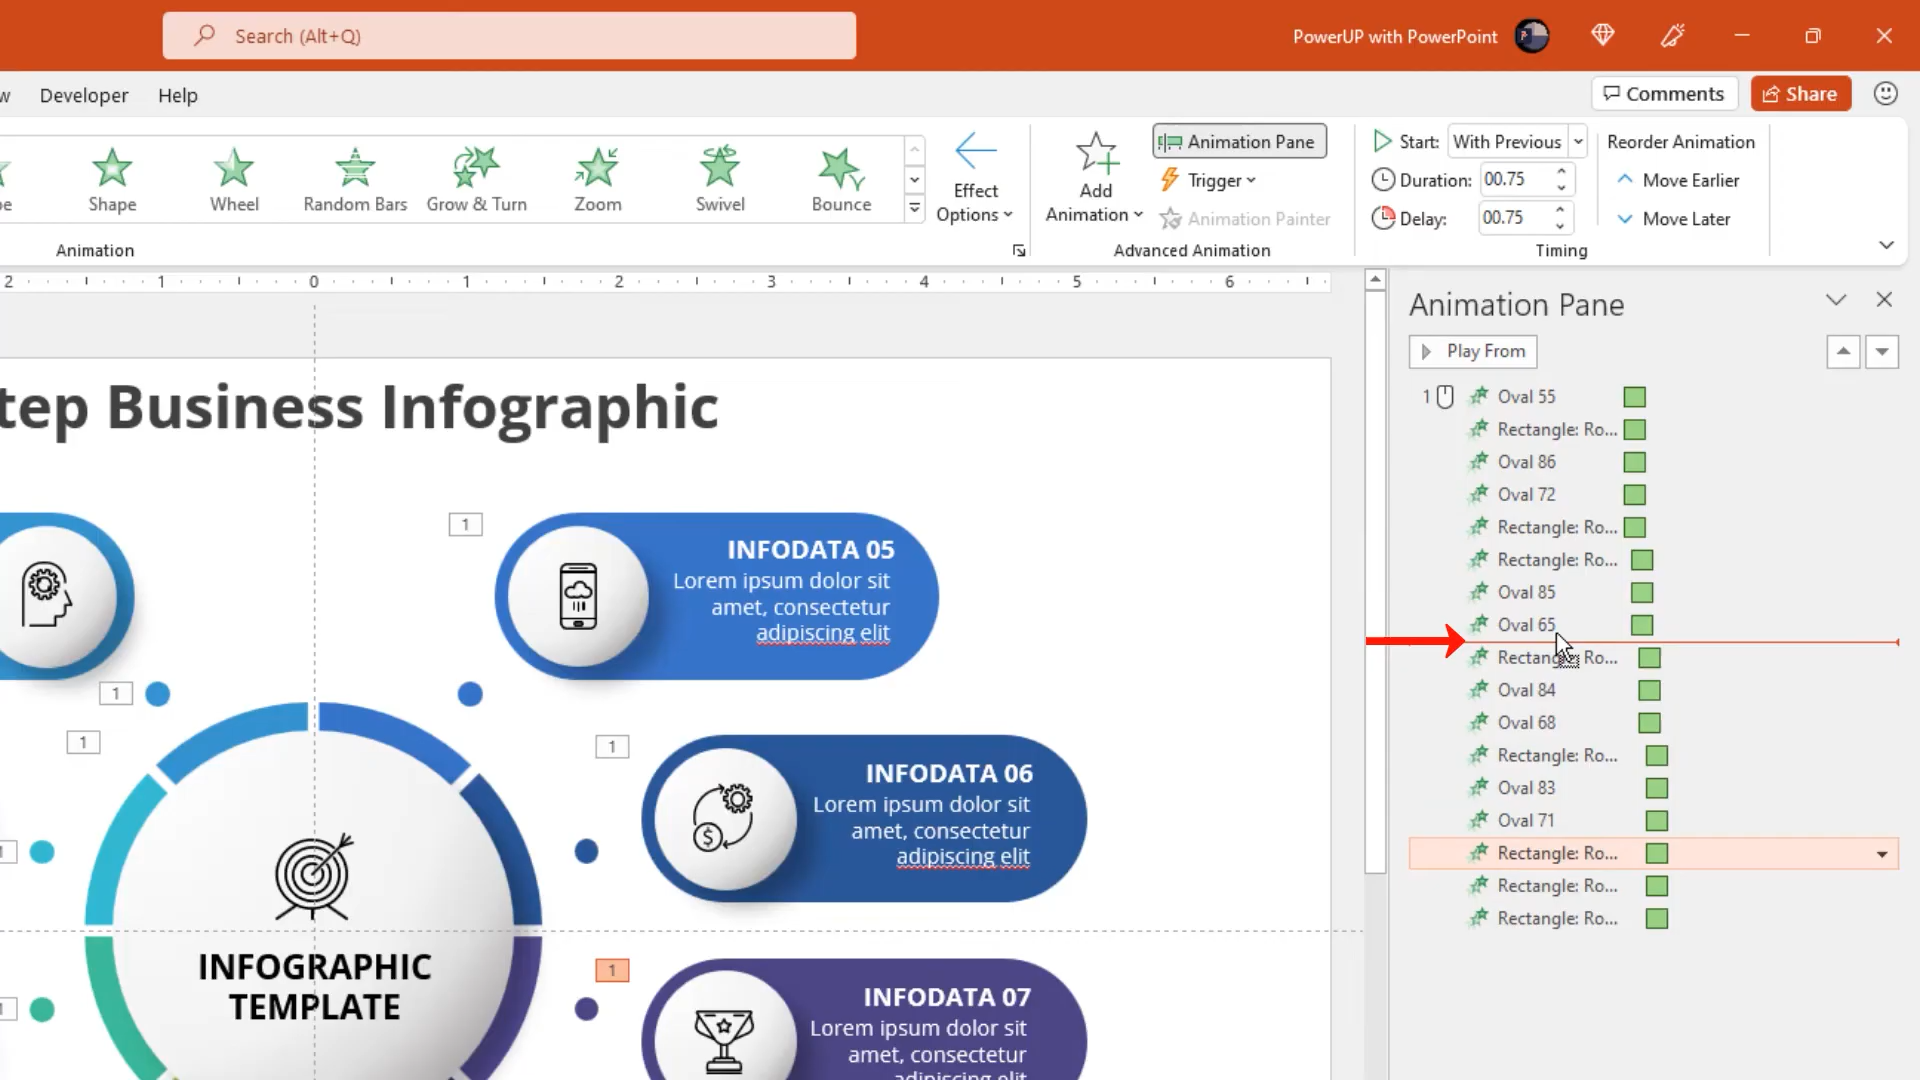 Search (Alt+Q)
PowerUP with PowerPoint
w Developer Help
Comments Share
pe Shape Wheel Random Bars Grow & Turn Zoom Swivel Bounce
Effect Options
Add Animation
Animation Pane
Trigger
Animation Painter
Start: With Previous
Duration: 00.75
Delay: 00.75
Reorder Animation
Move Earlier
Move Later
Animation
Advanced Animation
Timing
2 1 0 1 2 3 4 5 6
tep Business Infographic
1
INFODATA 05
Lorem ipsum dolor sit
amet, consectetur
adipiscing elit
1
1
1
INFODATA 06
Lorem ipsum dolor sit
amet, consectetur
adipiscing elit
INFOGRAPHIC
TEMPLATE
1
INFODATA 07
Lorem ipsum dolor sit
amet, consectetur
adipiscing elit
Animation Pane
Play From
1 Oval 55
Rectangle: Ro...
Oval 86
Oval 72
Rectangle: Ro...
Rectangle: Ro...
Oval 85
Oval 65
Rectangle: Ro...
Oval 84
Oval 68
Rectangle: Ro...
Oval 83
Oval 71
Rectangle: Ro...
Rectangle: Ro...
Rectangle: Ro...